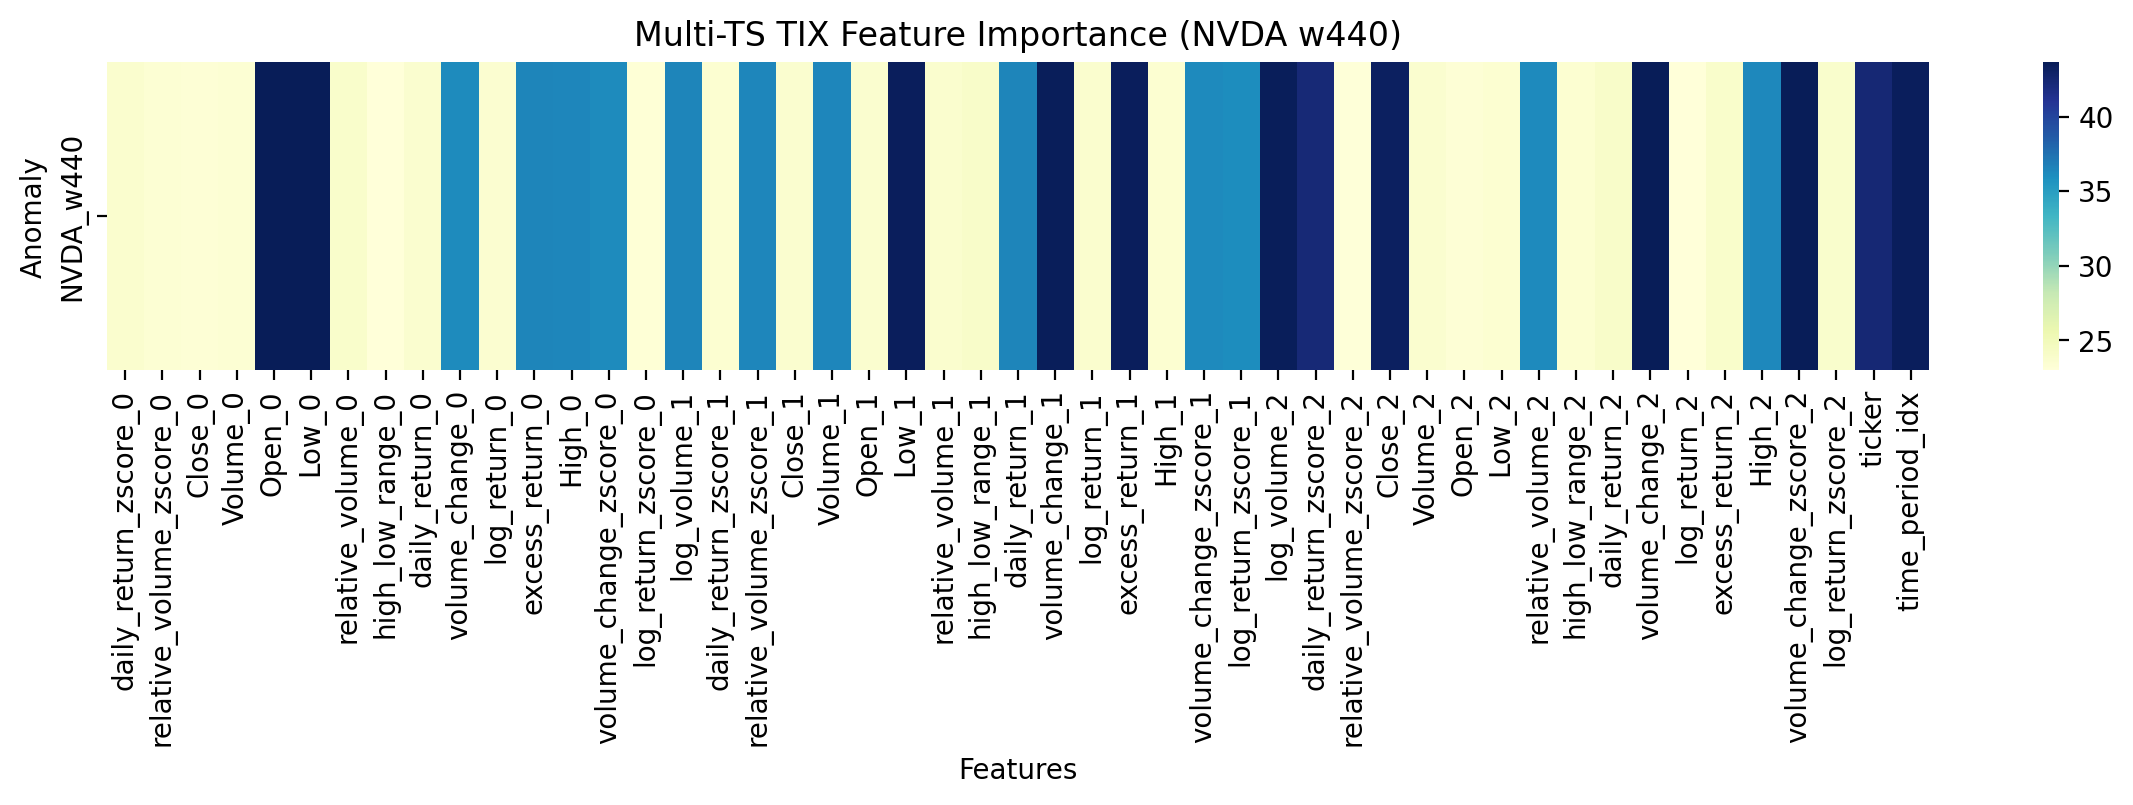 Multi-TS TIX Feature Importance (NVDA w440)
Anomaly
NVDA_w440
40
35
30
25
daily_return_zscore_0
relative_volume_zscore_0
Close_0
Volume_0
Open_0
Low_0
relative_volume_0
high_low_range_0
daily_return_0
volume_change_0
log_return_0
excess_return_0
High_0
volume_change_zscore_0
log_return_zscore_0
log_volume_1
daily_return_zscore_1
relative_volume_zscore_1
Close_1
Volume_1
Open_1
Low_1
relative_volume_1
high_low_range_1
daily_return_1
volume_change_1
log_return_1
excess_return_1
High_1
volume_change_zscore_1
log_return_zscore_1
log_volume_2
daily_return_zscore_2
relative_volume_zscore_2
Close_2
Volume_2
Open_2
Low_2
relative_volume_2
high_low_range_2
daily_return_2
volume_change_2
log_return_2
excess_return_2
High_2
volume_change_zscore_2
log_return_zscore_2
ticker
time_period_idx
Features